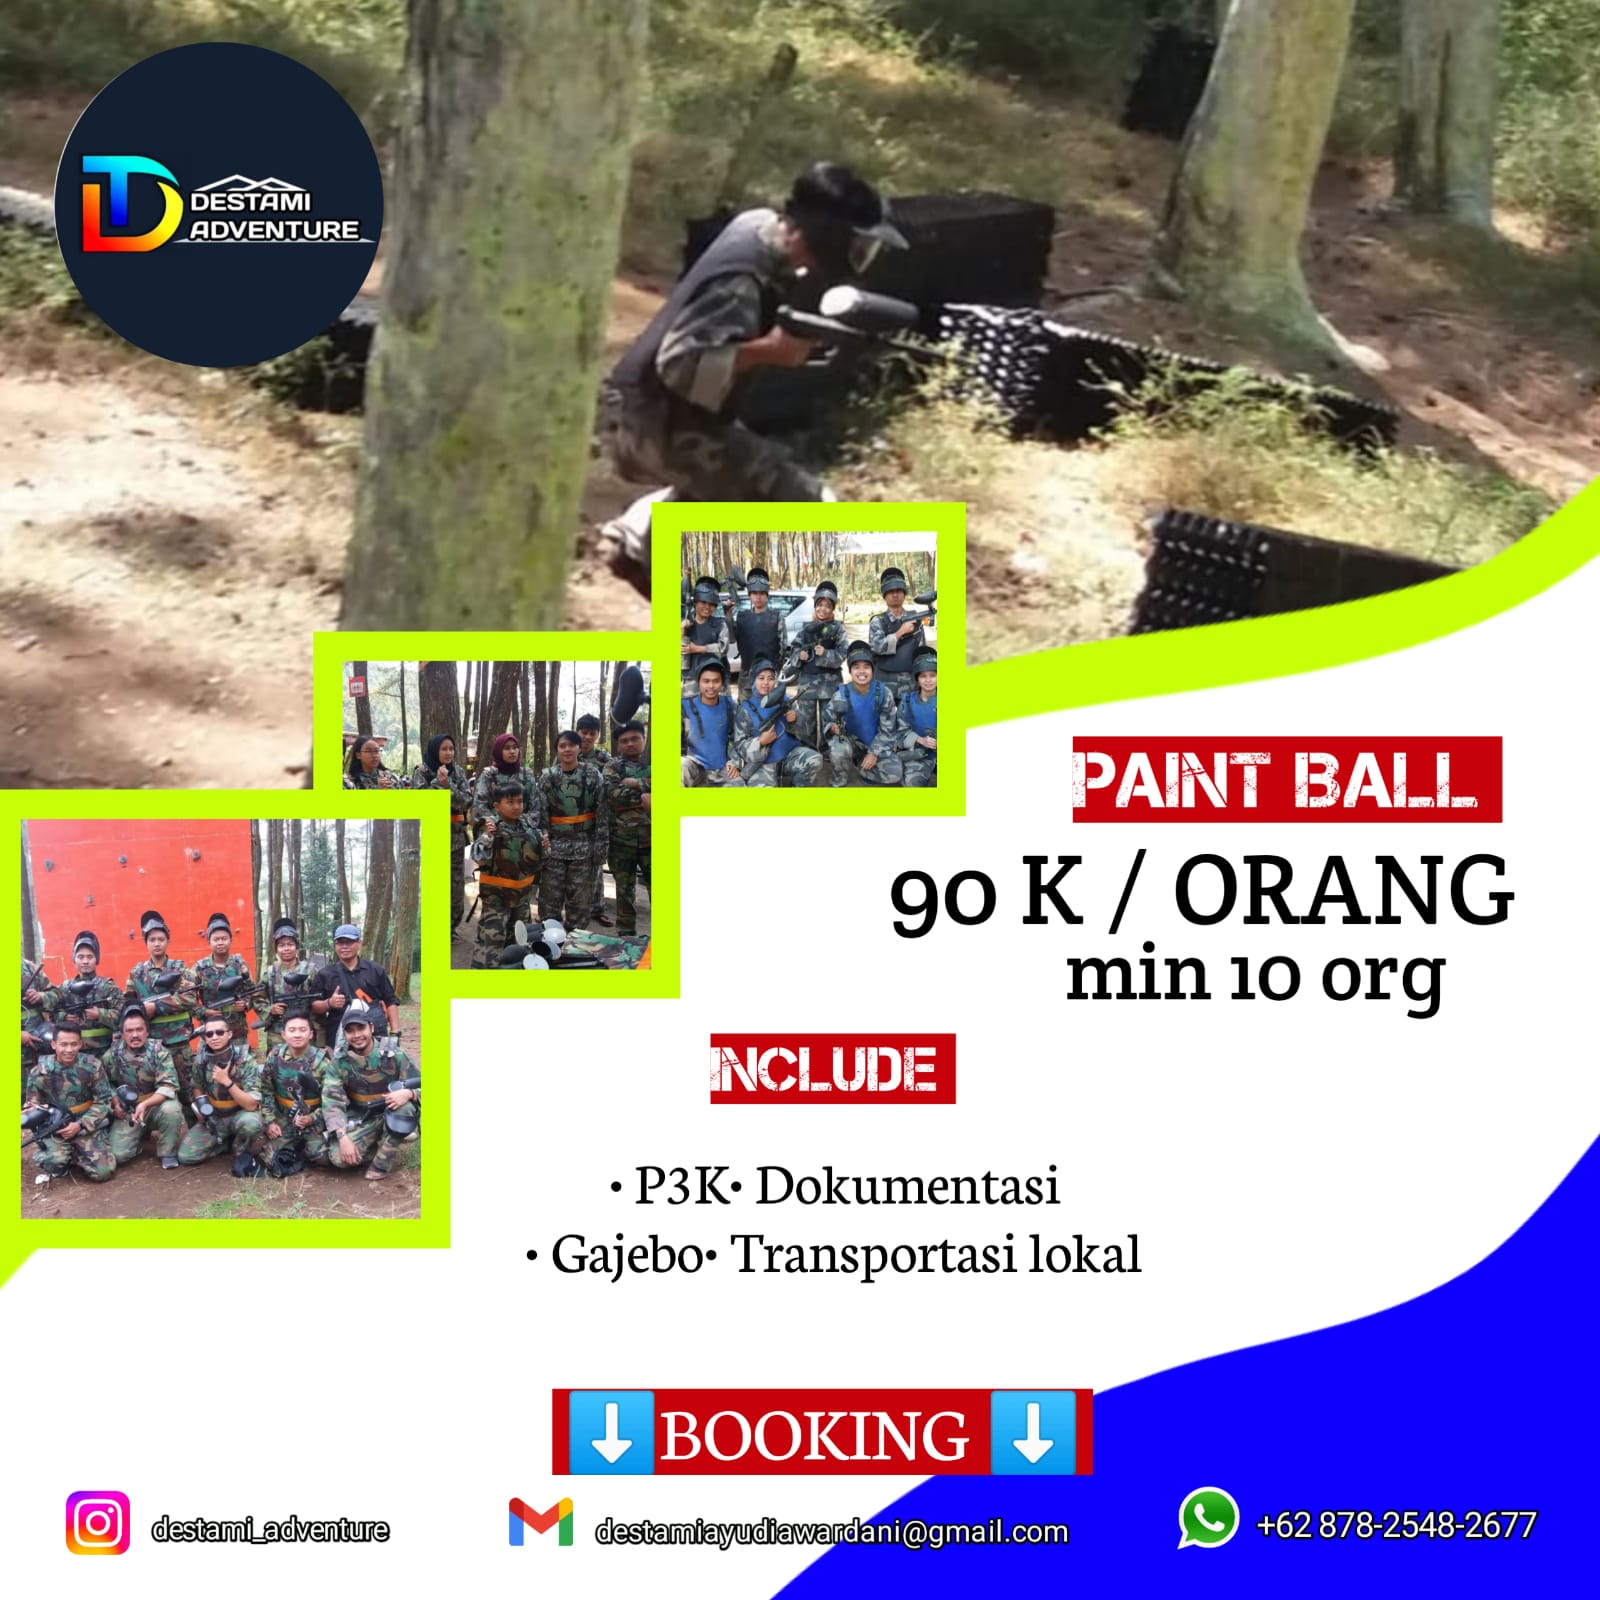 DESTAMI
ADVENTURE
PAINT BALL
90 K / ORANG
min 10 org
INCLUDE
• P3K• Dokumentasi
• Gajebo• Transportasi lokal
⬇️BOOKING ⬇️
destami_adventure
destamiayudiawardani@gmail.com
+62 878-2548-2677